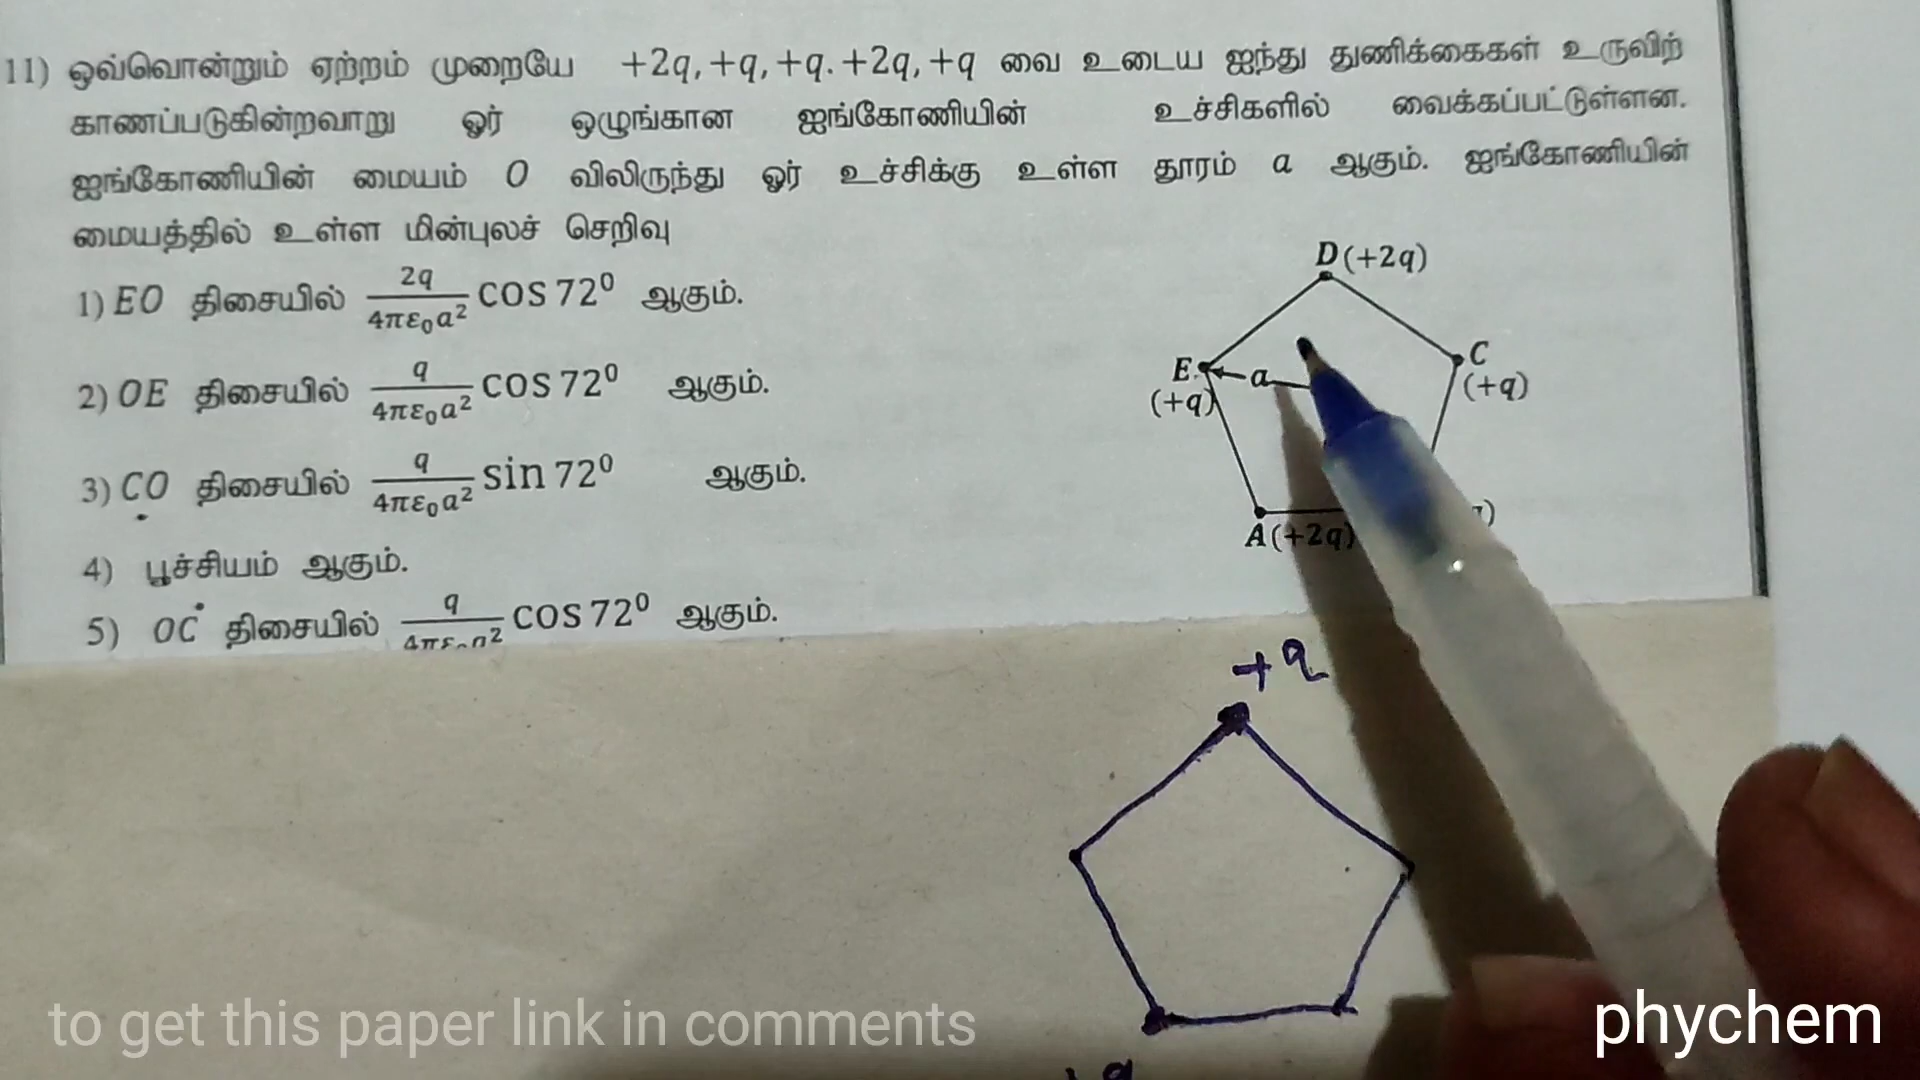 11) ஒவ்வொன்றும் ஏற்றம் முறையே +2q, +q, +q. +2q, +q வை உடைய ஐந்து துணிக்கைகள் உருவிற்
காணப்படுகின்றவாறு ஓர் ஒழுங்கான ஐங்கோணியின் உச்சிகளில் வைக்கப்பட்டுள்ளன.
ஐங்கோணியின் மையம் O விலிருந்து ஓர் உச்சிக்கு உள்ள தூரம் a ஆகும். ஐங்கோணியின்
மையத்தில் உள்ள மின்புலச் செறிவு
1) EO திசையில் 2q/4πε₀a² COS 72⁰ ஆகும்.
2) OE திசையில் q/4πε₀a² COS 72⁰ ஆகும்.
3) CO திசையில் q/4πε₀a² sin 72⁰ ஆகும்.
4) பூச்சியம் ஆகும்.
5) OC திசையில் q/4πε₀a² COS 72⁰ ஆகும்.
D(+2q)
E
(+q)
a
C
(+q)
A(+2q)
+q
+q
to get this paper link in comments
phychem